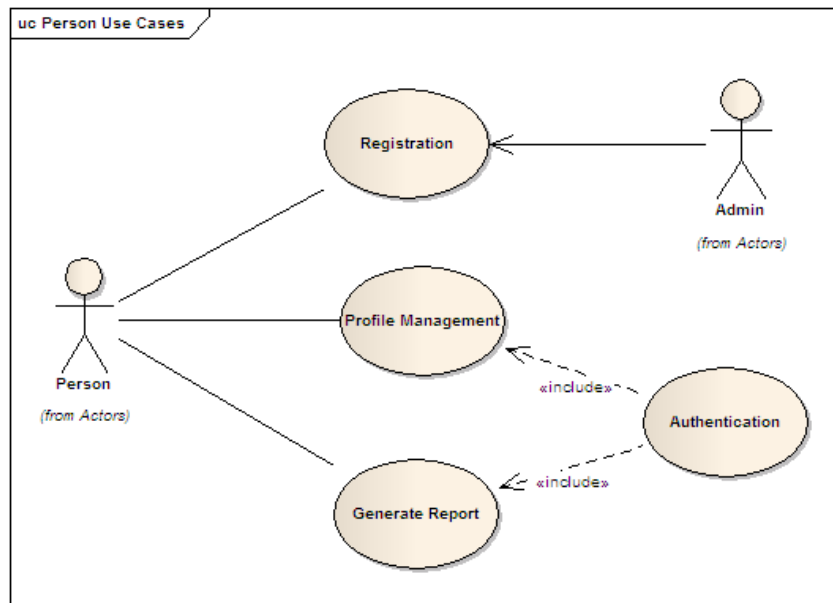 uc Person Use Cases
Registration
Admin
(from Actors)
Profile Management
Person
(from Actors)
«include»
Authentication
«include»
Generate Report